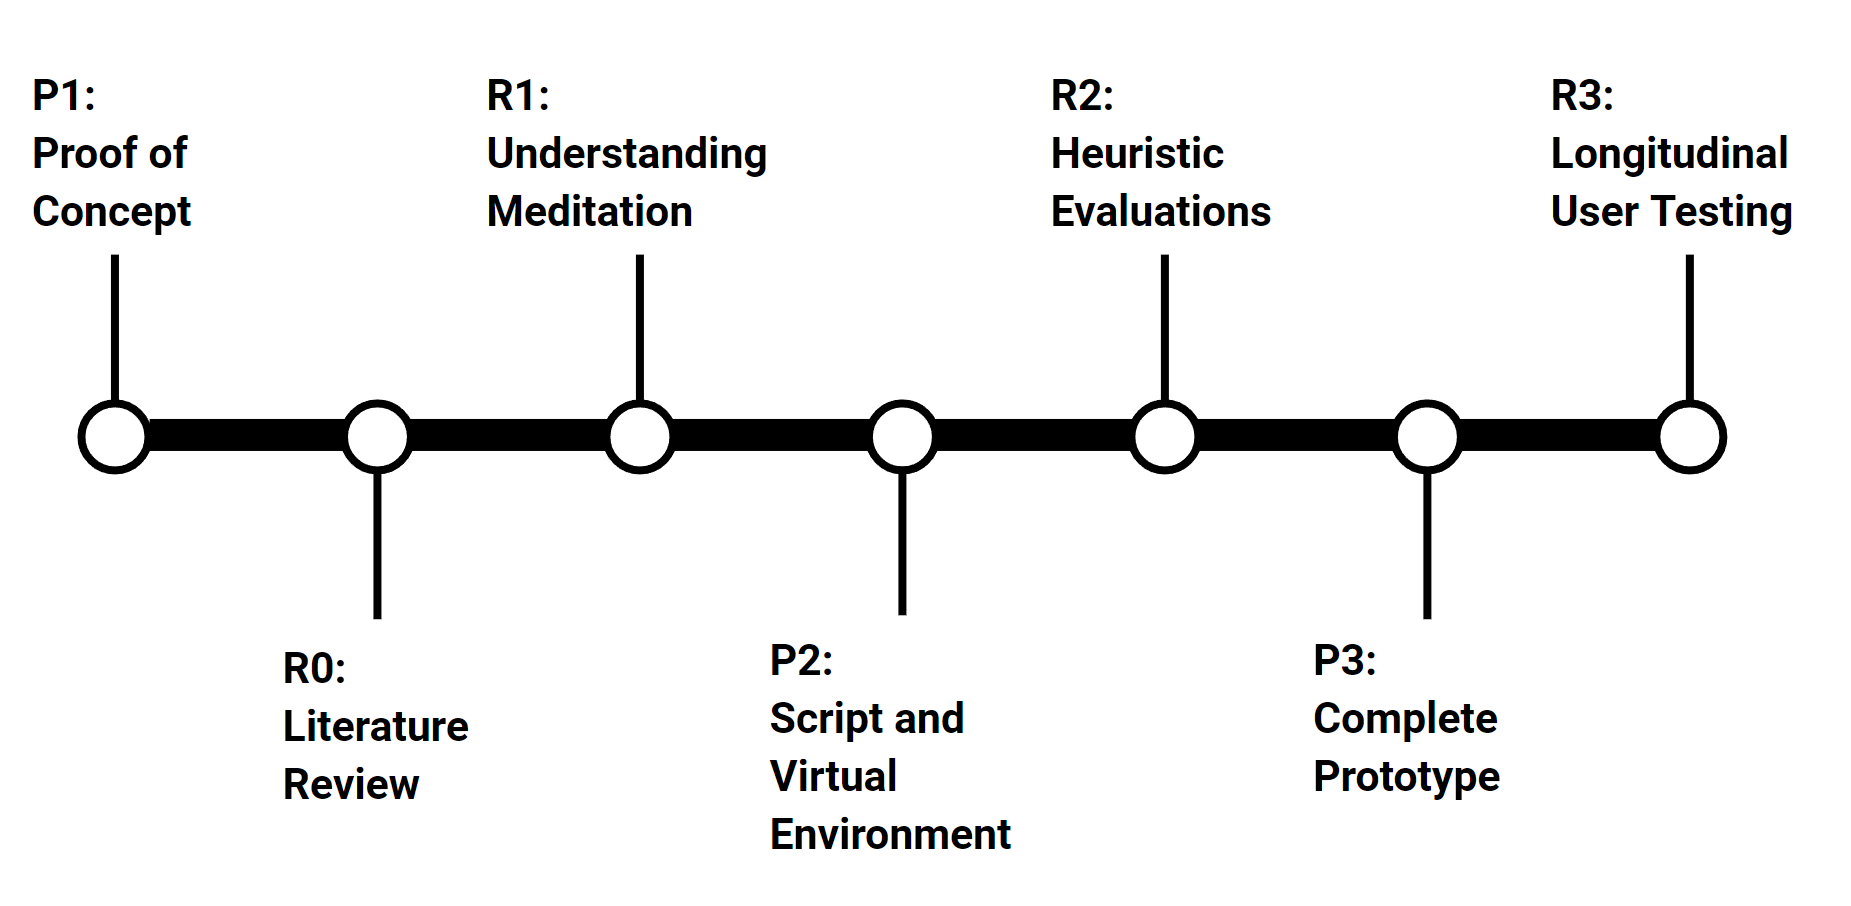 P1:
Proof of
Concept
R1:
Understanding
Meditation
R2:
Heuristic
Evaluations
R3:
Longitudinal
User Testing
R0:
Literature
Review
P2:
Script and
Virtual
Environment
P3:
Complete
Prototype